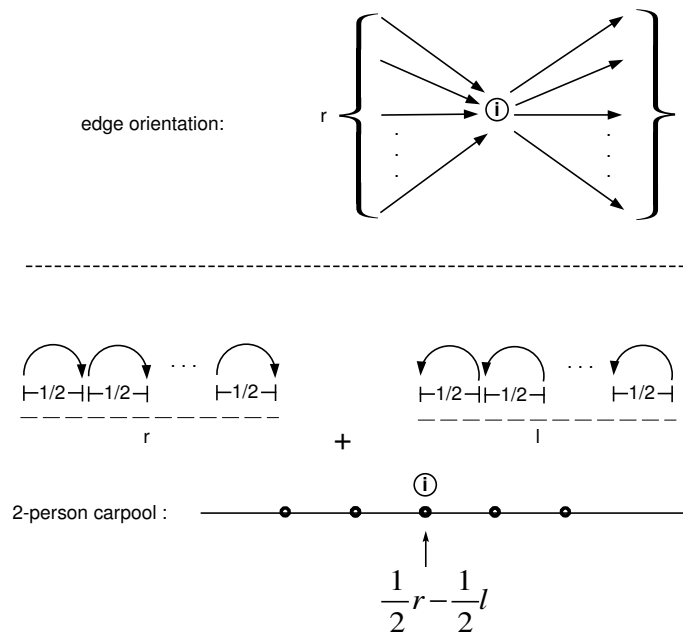 i
r
edge orientation:
. . .
. . .
. . .
. . .
1/2 1/2 1/2 1/2 1/2 1/2
r l
+
i
2-person carpool :
1/2 r - 1/2 l